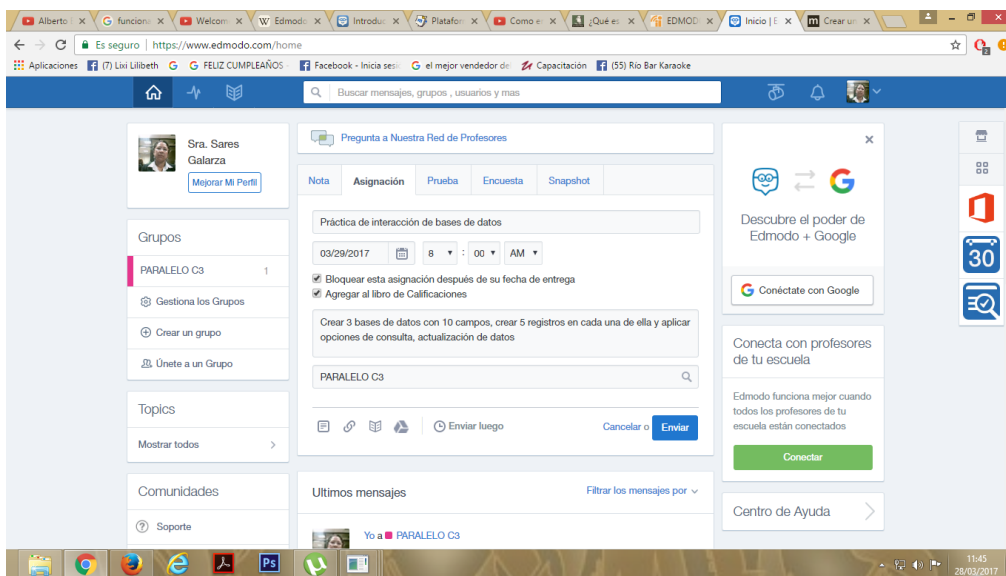 Alberto
G funcion
Welcom
W Edmod
Introduc
Platafor
Como e
¿Qué es
EDMOD
Inicio | E
m Crear un
Es seguro | https://www.edmodo.com/home
Aplicaciones (7) Lixi Lilibeth G FELIZ CUMPLEAÑOS - Facebook - Inicia sesi G el mejor vendedor de Capacitación (55) Rio Bar Karaoke
Buscar mensajes, grupos , usuarios y mas
Sra. Sares
Galarza
Mejorar Mi Perfil
Grupos
PARALELO C3 1
Gestiona los Grupos
Crear un grupo
Únete a un Grupo
Topics
Mostrar todos
Comunidades
Soporte
Pregunta a Nuestra Red de Profesores
Nota Asignación Prueba Encuesta Snapshot
Práctica de interacción de bases de datos
03/29/2017 8 : 00 AM
Bloquear esta asignación después de su fecha de entrega
Agregar al libro de Calificaciones
Crear 3 bases de datos con 10 campos, crear 5 registros en cada una de ella y aplicar
opciones de consulta, actualización de datos
PARALELO C3
Enviar luego Cancelar o Enviar
Ultimos mensajes Filtrar los mensajes por
Yo a PARALELO C3
Descubre el poder de
Edmodo + Google
G Conéctate con Google
Conecta con profesores
de tu escuela
Edmodo funciona mejor cuando
todos los profesores de tu
escuela están conectados
Conectar
Centro de Ayuda
30
Ps
11:45
28/03/2017